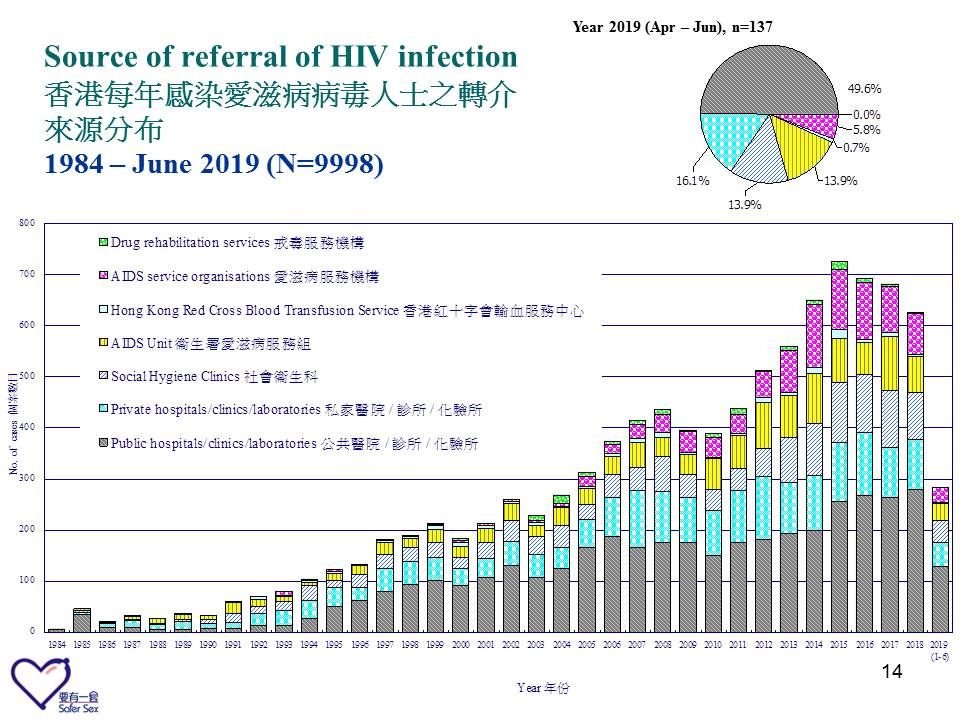 Source of referral of HIV infection
香港每年感染愛滋病病毒人士之轉介
來源分布
1984 – June 2019 (N=9998)
Year 2019 (Apr – Jun), n=137
49.6%
0.0%
5.8%
0.7%
13.9%
13.9%
16.1%
No. of cases 個案數目
800
700
600
500
400
300
200
100
0
Drug rehabilitation services 戒毒服務機構
AIDS service organisations 愛滋病服務機構
Hong Kong Red Cross Blood Transfusion Service 香港紅十字會輸血服務中心
AIDS Unit 衞生署愛滋病服務組
Social Hygiene Clinics 社會衞生科
Private hospitals/clinics/laboratories 私家醫院 / 診所 / 化驗所
Public hospitals/clinics/laboratories 公共醫院 / 診所 / 化驗所
1984 1985 1986 1987 1988 1989 1990 1991 1992 1993 1994 1995 1996 1997 1998 1999 2000 2001 2002 2003 2004 2005 2006 2007 2008 2009 2010 2011 2012 2013 2014 2015 2016 2017 2018 2019
(1-6)
Year 年份
要有一套
Safer Sex
14